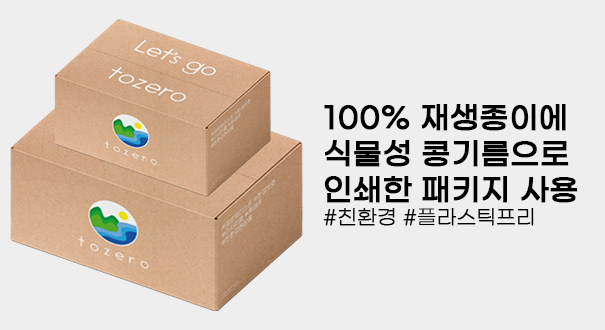 Let's go
tozero
tozero
tozero
100% 재생종이에
식물성 콩기름으로
인쇄한 패키지 사용
#친환경 #플라스틱프리